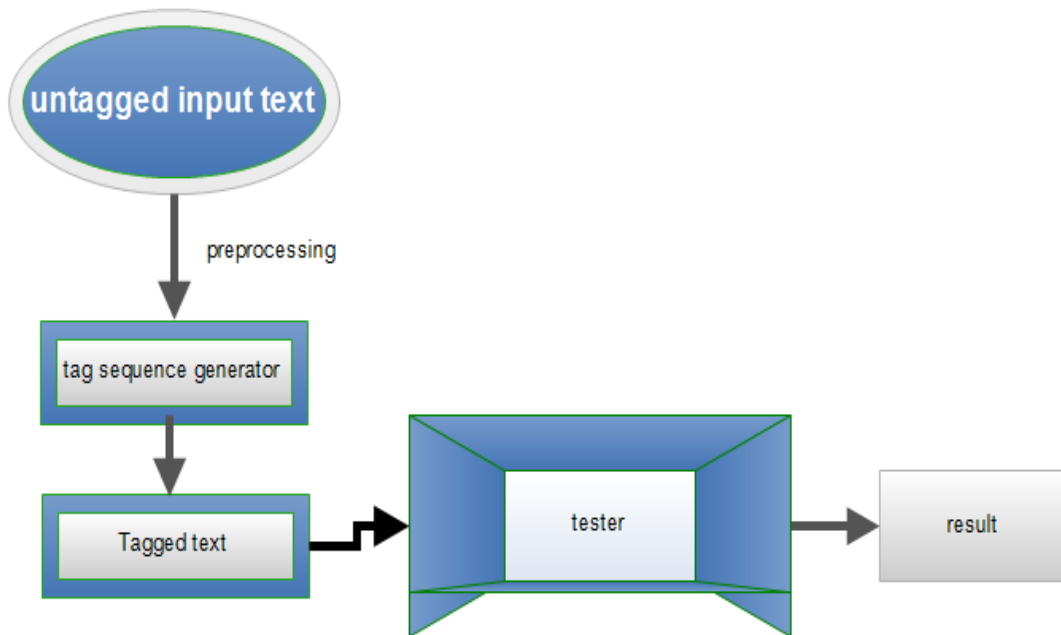 untagged input text
preprocessing
tag sequence generator
Tagged text
tester
result